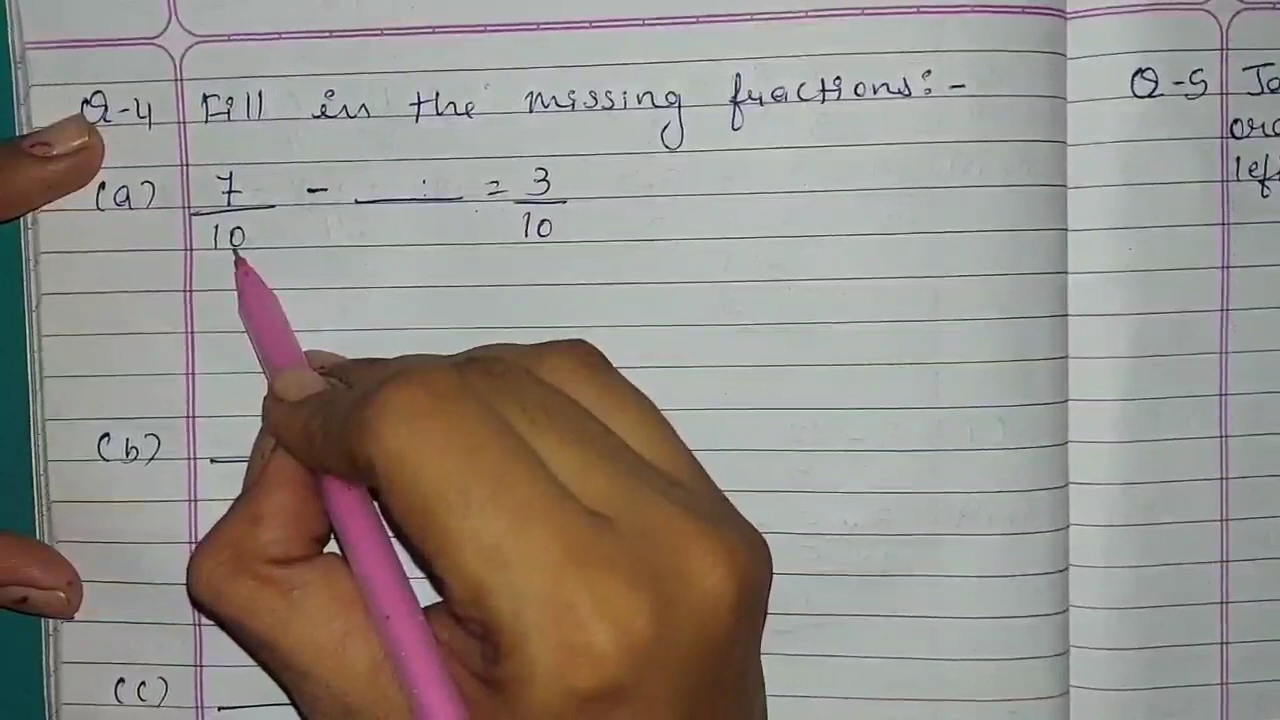 Q-4 Fill in the missing fractions:-
(a) 7/10 - ___ = 3/10
(b)
(c)
Q-5